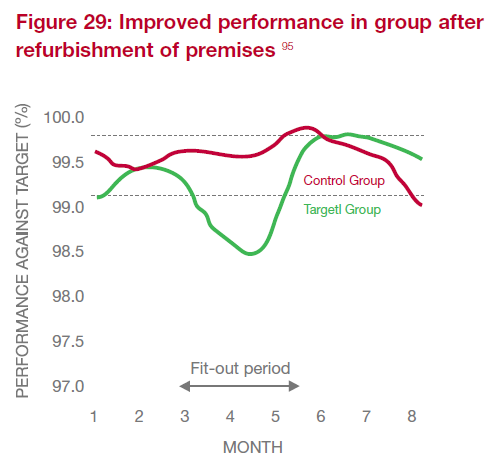 Figure 29: Improved performance in group after
refurbishment of premises 95
PERFORMANCE AGAINST TARGET (%)
100.0
99.5
99.0
98.5
98.0
97.5
97.0
Control Group
Targetl Group
Fit-out period
1 2 3 4 5 6 7 8
MONTH